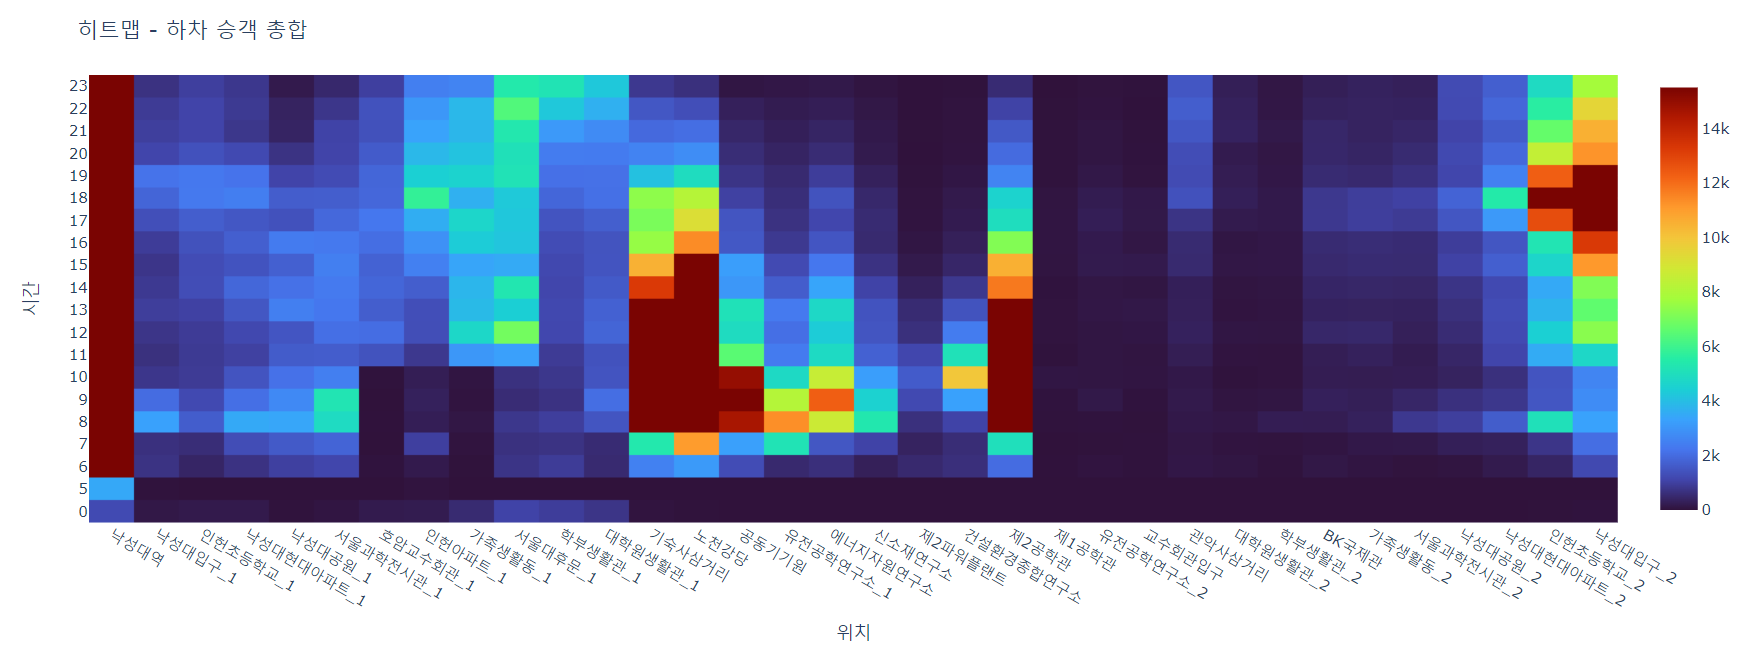 히트맵 - 하차 승객 총합
시간
23
22
21
20
19
18
17
16
15
14
13
12
11
10
9
8
7
6
5
0
낙성대역
낙성대입구_1
인헌초등학교_1
낙성대현대아파트_1
낙성대공원_1
서울과학전시관_1
호암교수회관_1
인헌아파트_1
가족생활동_1
서울대후문_1
학부생활관_1
대학원생활관_1
기숙사삼거리
노천강당
공동기기원
유전공학연구소_1
에너지자원연구소
신소재연구소
제2파워플랜트
건설환경종합연구소
제2공학관
제1공학관
유전공학연구소_2
교수회관입구
관악사삼거리
대학원생활관_2
학부생활관_2
BK국제관
가족생활동_2
서울과학전시관_2
낙성대공원_2
낙성대현대아파트_2
인헌초등학교_2
낙성대입구_2
위치
14k
12k
10k
8k
6k
4k
2k
0